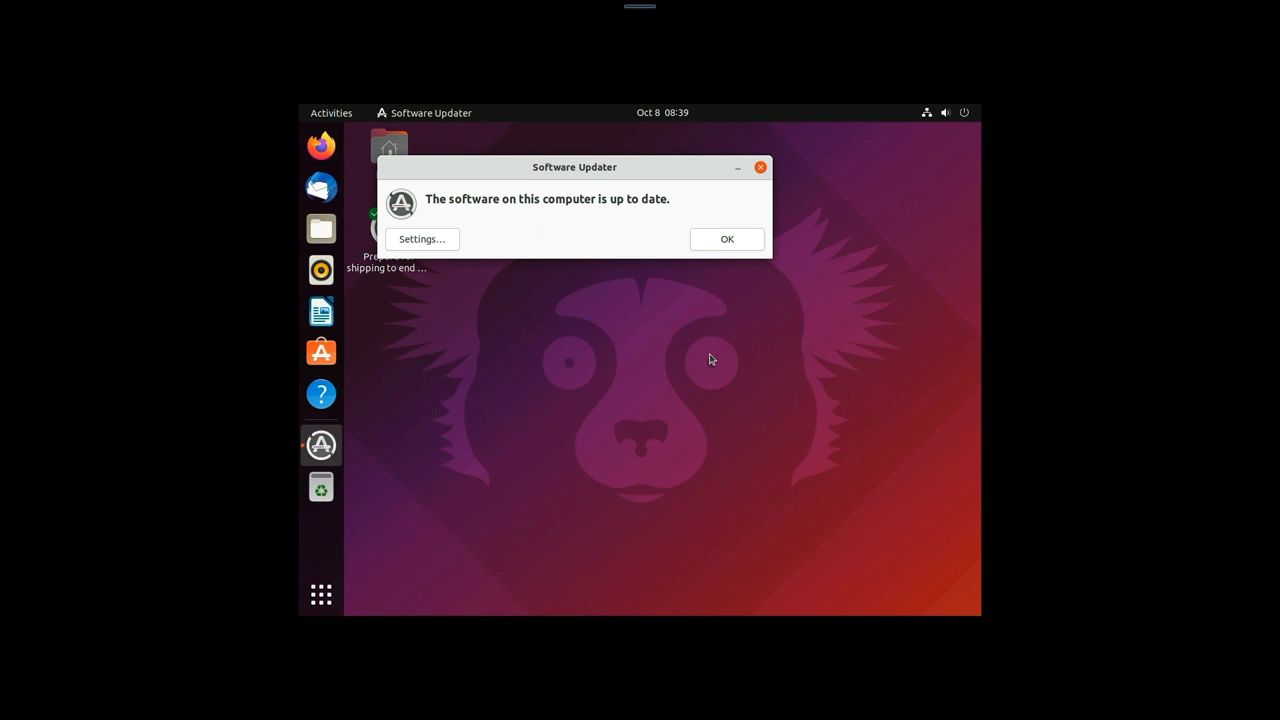 Activities
Software Updater
Oct 8 08:39
Software Updater
The software on this computer is up to date.
Settings...
OK
shipping to end ...